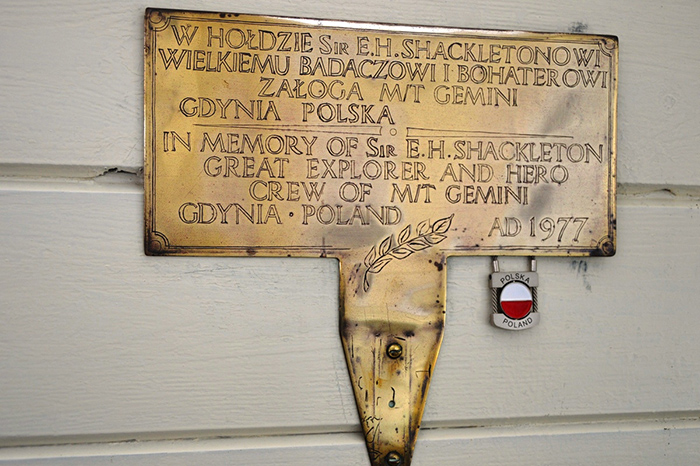 W HOŁDZIE SIR E.H. SHACKLETONOWI
WIELKIEMU BADACZOWI I BOHATEROWI
ZAŁOGA M/T GEMINI
GDYNIA POLSKA
IN MEMORY OF SIR E.H. SHACKLETON
GREAT EXPLORER AND HERO
CREW OF M/T GEMINI
GDYNIA · POLAND AD 1977
POLSKA
POLAND